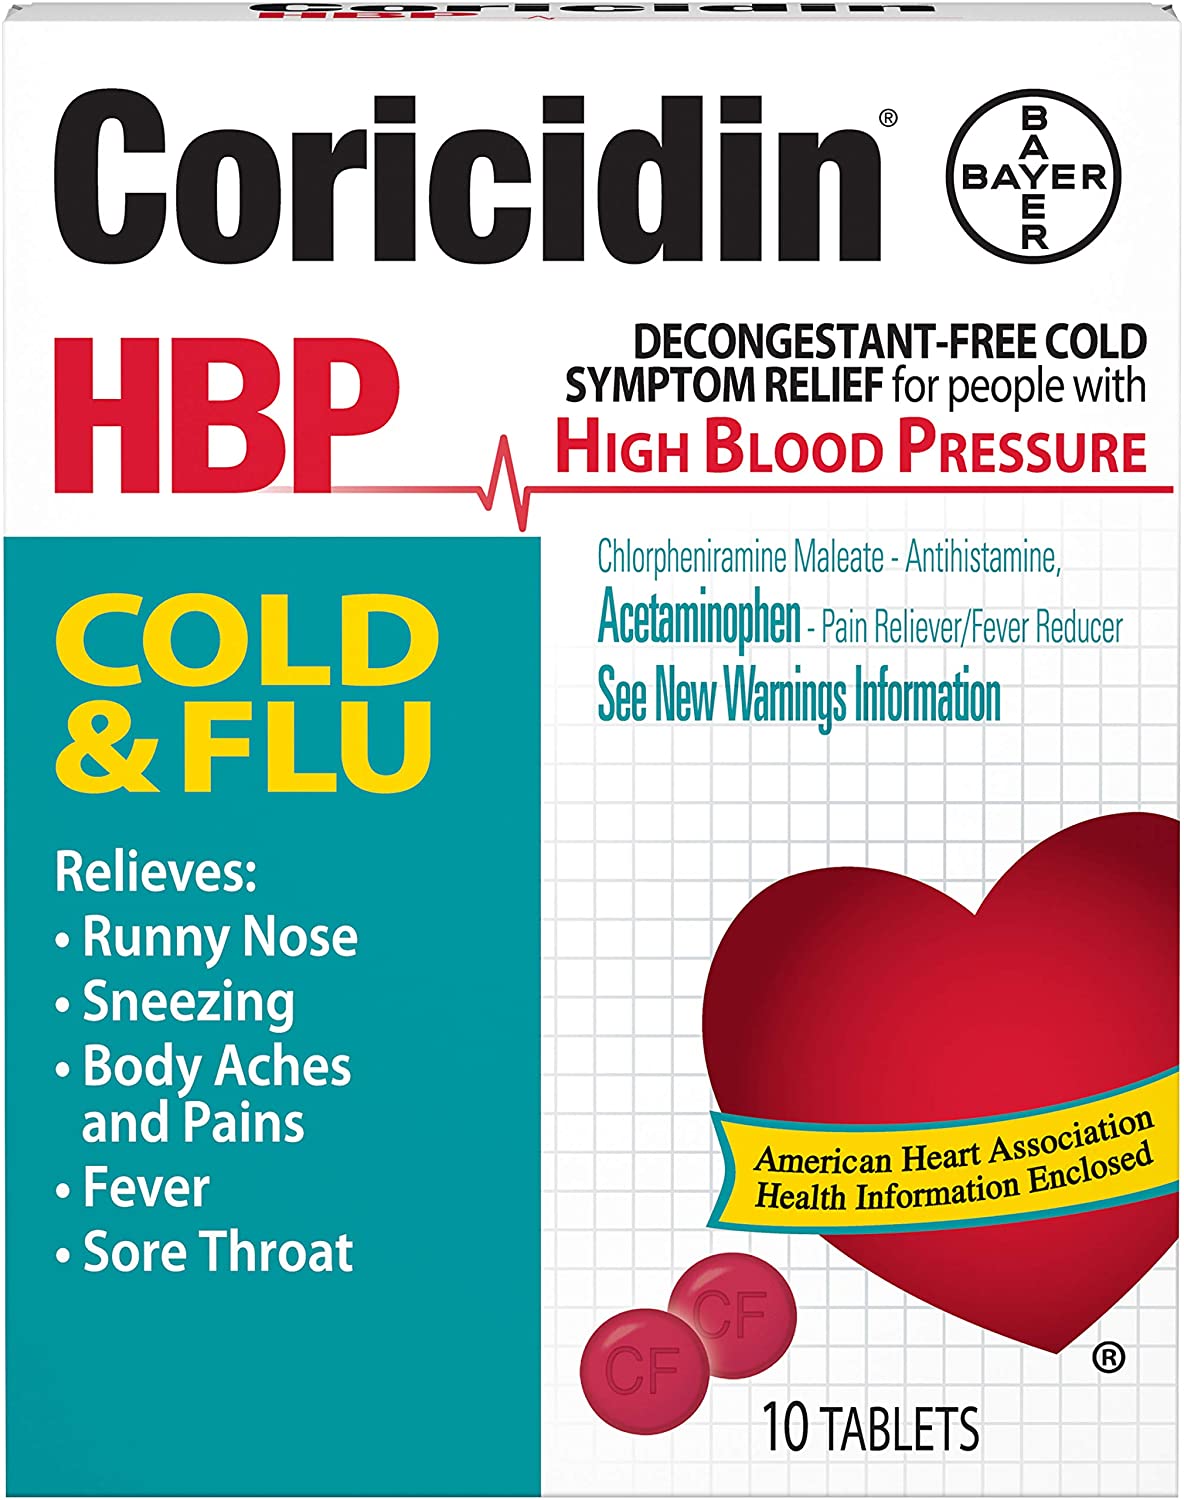 HBP Coricidin
Coricidin®
BAYER
BAYER
HBP
DECONGESTANT-FREE COLD
SYMPTOM RELIEF for people with
HIGH BLOOD PRESSURE
Chlorpheniramine Maleate - Antihistamine,
Acetaminophen - Pain Reliever/Fever Reducer
See New Warnings Information
COLD
& FLU
Relieves:
• Runny Nose
• Sneezing
• Body Aches
and Pains
• Fever
• Sore Throat
American Heart Association
Health Information Enclosed
®
CF
CF
10 TABLETS